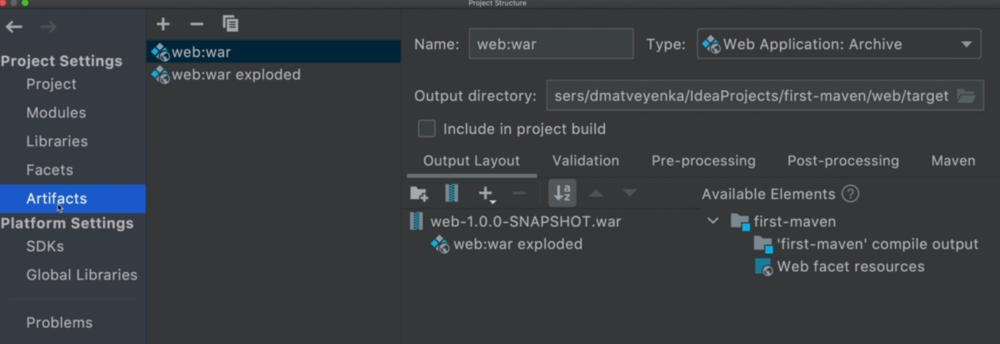 Project Structure
Project Settings
Project
Modules
Libraries
Facets
Artifacts
Platform Settings
SDKs
Global Libraries
Problems
web:war
web:war exploded
Name: web:war Type: Web Application: Archive
Output directory: sers/dmatveyenka/IdeaProjects/first-maven/web/target
Include in project build
Output Layout Validation Pre-processing Post-processing Maven
a
z
Available Elements ?
web-1.0.0-SNAPSHOT.war
web:war exploded
first-maven
'first-maven' compile output
Web facet resources